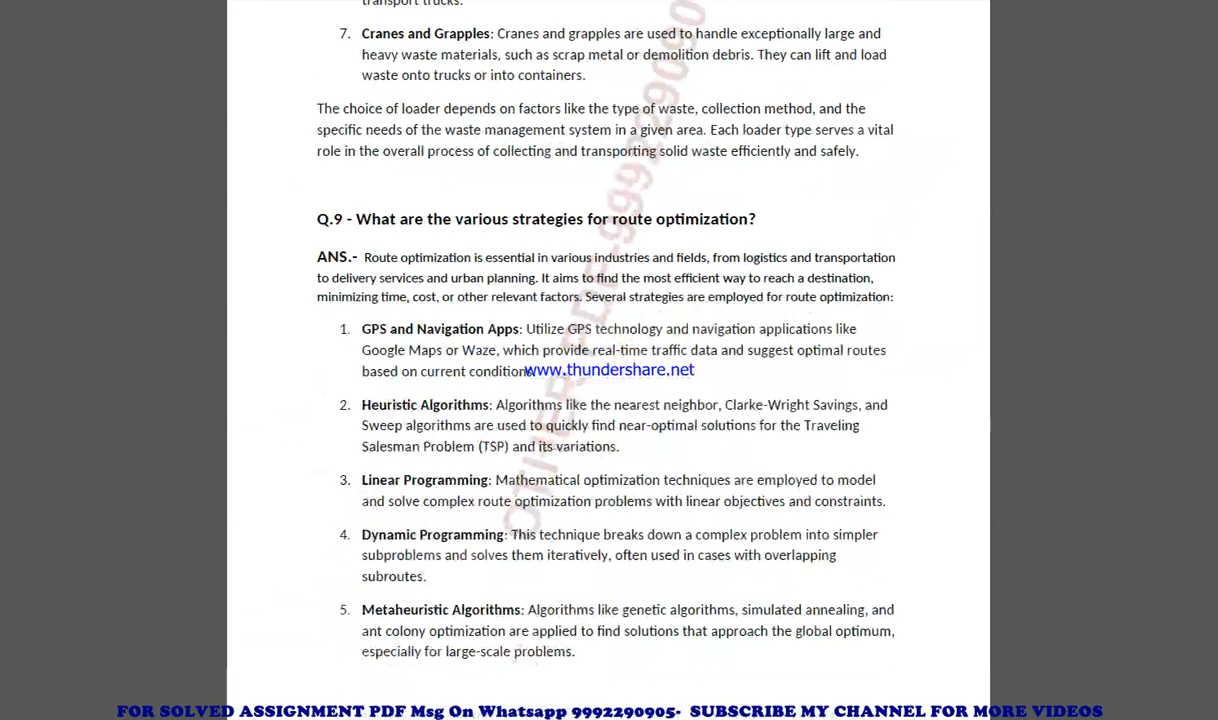 transport trucks.
7. Cranes and Grapples: Cranes and grapples are used to handle exceptionally large and
heavy waste materials, such as scrap metal or demolition debris. They can lift and load
waste onto trucks or into containers.
The choice of loader depends on factors like the type of waste, collection method, and the
specific needs of the waste management system in a given area. Each loader type serves a vital
role in the overall process of collecting and transporting solid waste efficiently and safely.
Q.9 - What are the various strategies for route optimization?
ANS.- Route optimization is essential in various industries and fields, from logistics and transportation
to delivery services and urban planning. It aims to find the most efficient way to reach a destination,
minimizing time, cost, or other relevant factors. Several strategies are employed for route optimization:
1. GPS and Navigation Apps: Utilize GPS technology and navigation applications like
Google Maps or Waze, which provide real-time traffic data and suggest optimal routes
based on current conditions.
www.thundershare.net
2. Heuristic Algorithms: Algorithms like the nearest neighbor, Clarke-Wright Savings, and
Sweep algorithms are used to quickly find near-optimal solutions for the Traveling
Salesman Problem (TSP) and its variations.
3. Linear Programming: Mathematical optimization techniques are employed to model
and solve complex route optimization problems with linear objectives and constraints.
4. Dynamic Programming: This technique breaks down a complex problem into simpler
subproblems and solves them iteratively, often used in cases with overlapping
subroutes.
5. Metaheuristic Algorithms: Algorithms like genetic algorithms, simulated annealing, and
ant colony optimization are applied to find solutions that approach the global optimum,
especially for large-scale problems.
FOR SOLVED ASSIGNMENT PDF Msg On Whatsapp 9992290905- SUBSCRIBE MY CHANNEL FOR MORE VIDEOS